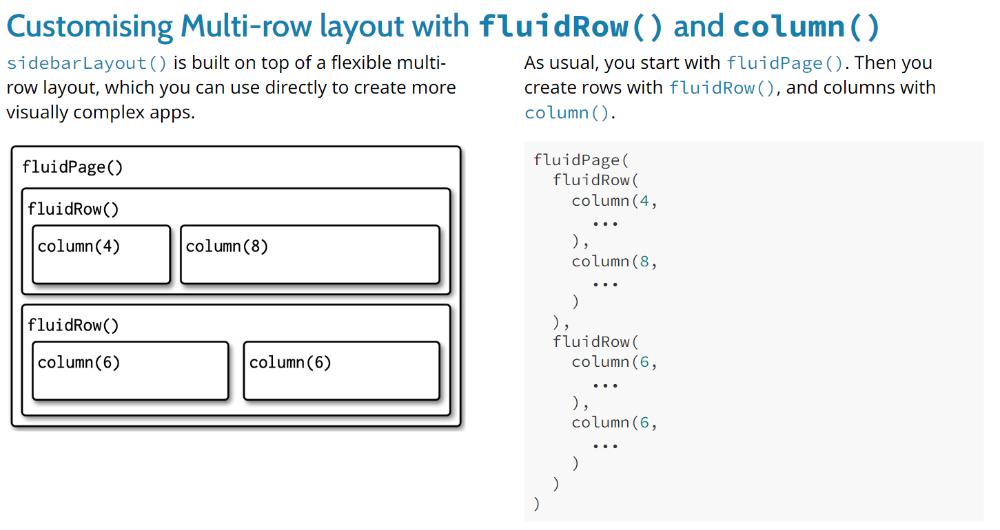 Customising Multi-row layout with fluidRow() and column()
sidebarLayout() is built on top of a flexible multi-
row layout, which you can use directly to create more
visually complex apps.
fluidPage()
fluidRow()
column(4)
column(8)
fluidRow()
column(6)
column(6)
As usual, you start with fluidPage(). Then you
create rows with fluidRow(), and columns with
column().
fluidPage(
  fluidRow(
    column(4,
      ...
    ),
    column(8,
      ...
    )
  ),
  fluidRow(
    column(6,
      ...
    ),
    column(6,
      ...
    )
  )
)